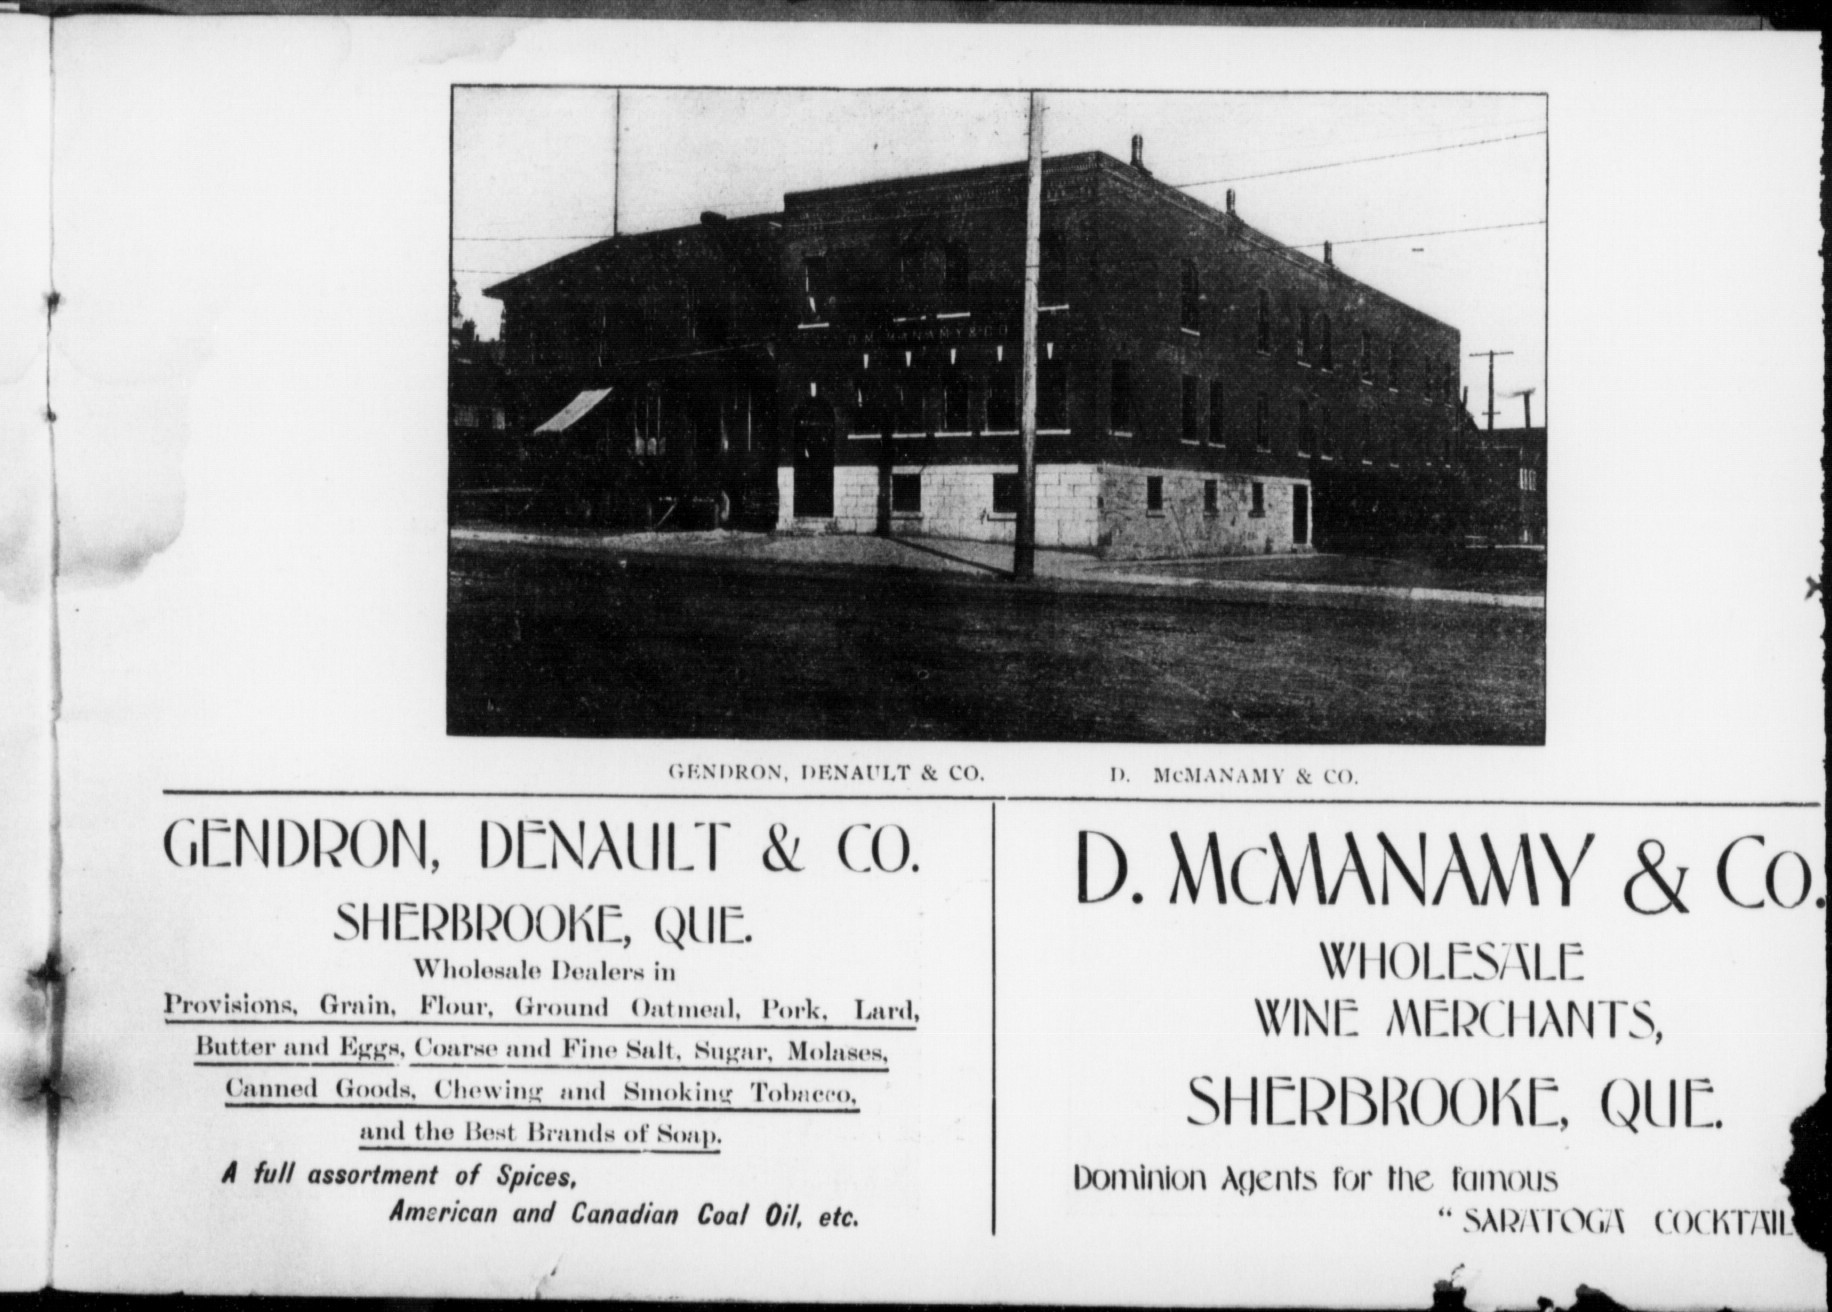 D. McMANAMY & CO
GENDRON, DENAULT & CO.
D. McMANAMY & CO.
GENDRON, DENAULT & CO.
SHERBROOKE, QUE.
Wholesale Dealers in
Provisions, Grain, Flour, Ground Oatmeal, Pork, Lard,
Butter and Eggs, Coarse and Fine Salt, Sugar, Molases,
Canned Goods, Chewing and Smoking Tobacco,
and the Best Brands of Soap.
A full assortment of Spices,
American and Canadian Coal Oil, etc.
D. McMANAMY & Co.
WHOLESALE
WINE MERCHANTS,
SHERBROOKE, QUE.
Dominion Agents for the famous
"SARATOGA COCKTAIL